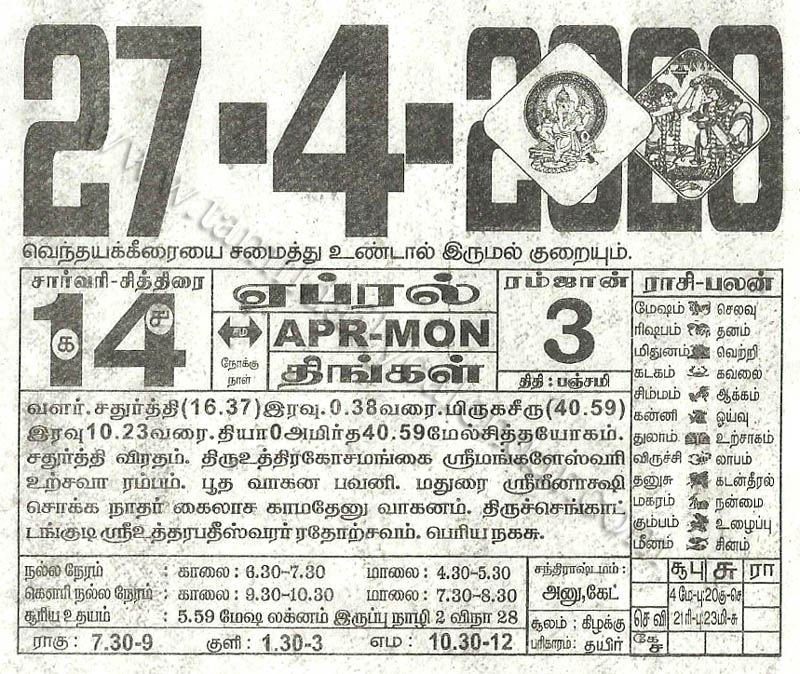 27-4-2020
வெந்தயக்கீரையை சமைத்து உண்டால் இருமல் குறையும்.
சார்வரி-சித்திரை
14
க ௪
ஏப்ரல்
APR-MON
திங்கள்
நோக்கு
நாள்
ரம்ஜான்
3
திதி : பஞ்சமி
ராசி-பலன்
மேஷம் செலவு
ரிஷபம் தனம்
மிதுனம் வெற்றி
கடகம் கவலை
சிம்மம் ஆக்கம்
கன்னி ஓய்வு
துலாம் உற்சாகம்
விருச்சி லாபம்
தனுசு கடன்தீரல்
மகரம் நன்மை
கும்பம் உழைப்பு
மீனம் சினம்
வளர். சதுர்த்தி(16.37)இரவு. 0.38வரை. மிருகசீரு(40.59)
இரவு10.23வரை. தியா0அமிர்த40.59மேல்சித்தயோகம்.
சதுர்த்தி விரதம். திருஉத்திரகோசமங்கை ஸ்ரீமங்களேஸ்வரி
உற்சவா ரம்பம். பூத வாகன பவனி. மதுரை ஸ்ரீமீனாக்ஷி
சொக்க நாதர் கைலாச காமதேனு வாகனம். திருச்செங்காட்
டங்குடி ஸ்ரீஉத்தரபதீஸ்வரர் ரதோற்சவம். பெரிய நகசு.
நல்ல நேரம் : காலை : 6.30-7.30 மாலை : 4.30-5.30
கௌரி நல்ல நேரம் : காலை : 9.30-10.30 மாலை : 7.30-8.30
சூரிய உதயம் : 5.59 மேஷ லக்னம் இருப்பு நாழி 2 விநா 28
ராகு : 7.30-9 குளி : 1.30-3 எம : 10.30-12
சந்திராஷ்டமம் :
அனு,கேட்
சூலம் : கிழக்கு
பரிகாரம்: தயிர்
சூ பு சு ரா
4 மே-பு 20கு-செ
செ வி 21ரி-பு 23மி-சு
கே